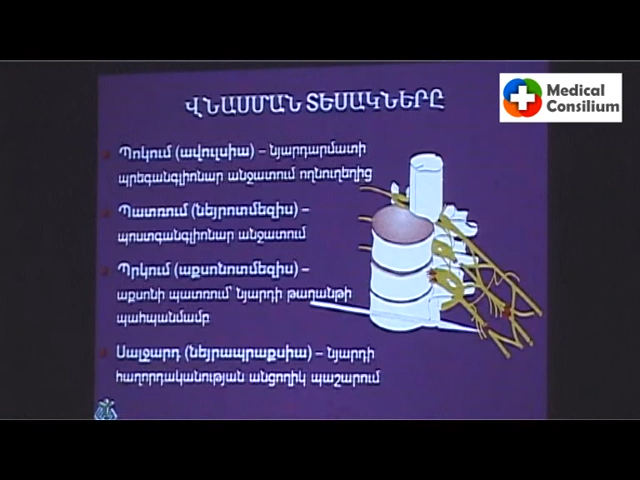 Medical
Consilium
ՎՆԱՍՄԱՆ ՏԵՍԱԿՆԵՐԸ
Պոկում (ավուլսիա) – նյարդարմատի
պրեգանգլիոնար անջատում ողնուղեղից
Պատռում (նեյրոտմեզիս) –
պոստգանգլիոնար անջատում
Պրկում (աքսոնոտմեզիս) –
աքսոնի պատռում՝ նյարդի թաղանթի
պահպանմամբ
Սալջարդ (նեյրապրաքսիա) – նյարդի
հաղորդականության անցողիկ պաշարում